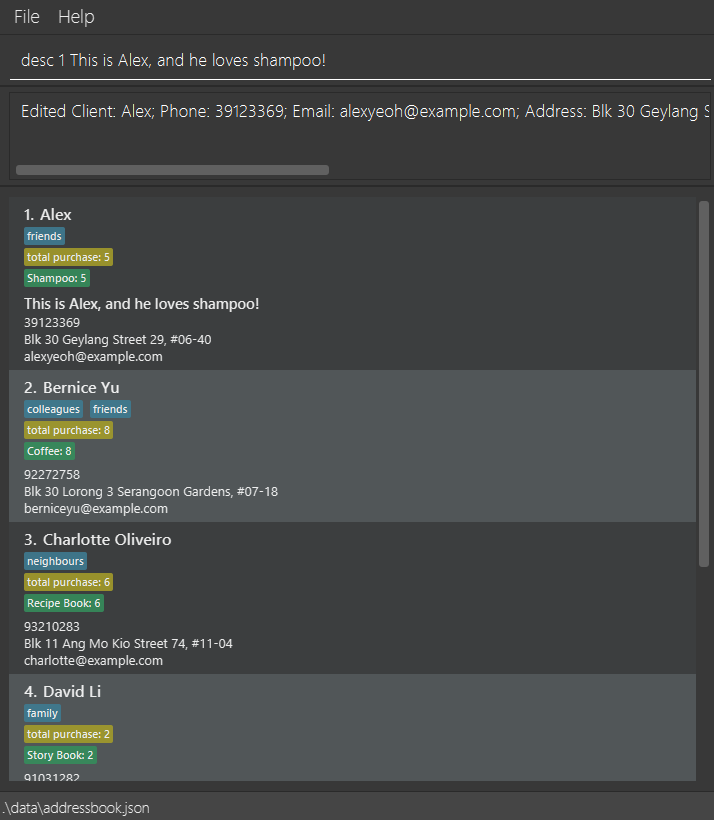 File Help
desc 1 This is Alex, and he loves shampoo!
Edited Client: Alex; Phone: 39123369; Email: alexyeoh@example.com; Address: Blk 30 Geylang S
1. Alex
friends
total purchase: 5
Shampoo: 5
This is Alex, and he loves shampoo!
39123369
Blk 30 Geylang Street 29, #06-40
alexyeoh@example.com
2. Bernice Yu
colleagues friends
total purchase: 8
Coffee: 8
92272758
Blk 30 Lorong 3 Serangoon Gardens, #07-18
berniceyu@example.com
3. Charlotte Oliveiro
neighbours
total purchase: 6
Recipe Book: 6
93210283
Blk 11 Ang Mo Kio Street 74, #11-04
charlotte@example.com
4. David Li
family
total purchase: 2
Story Book: 2
91031282
.\data\addressbook.json